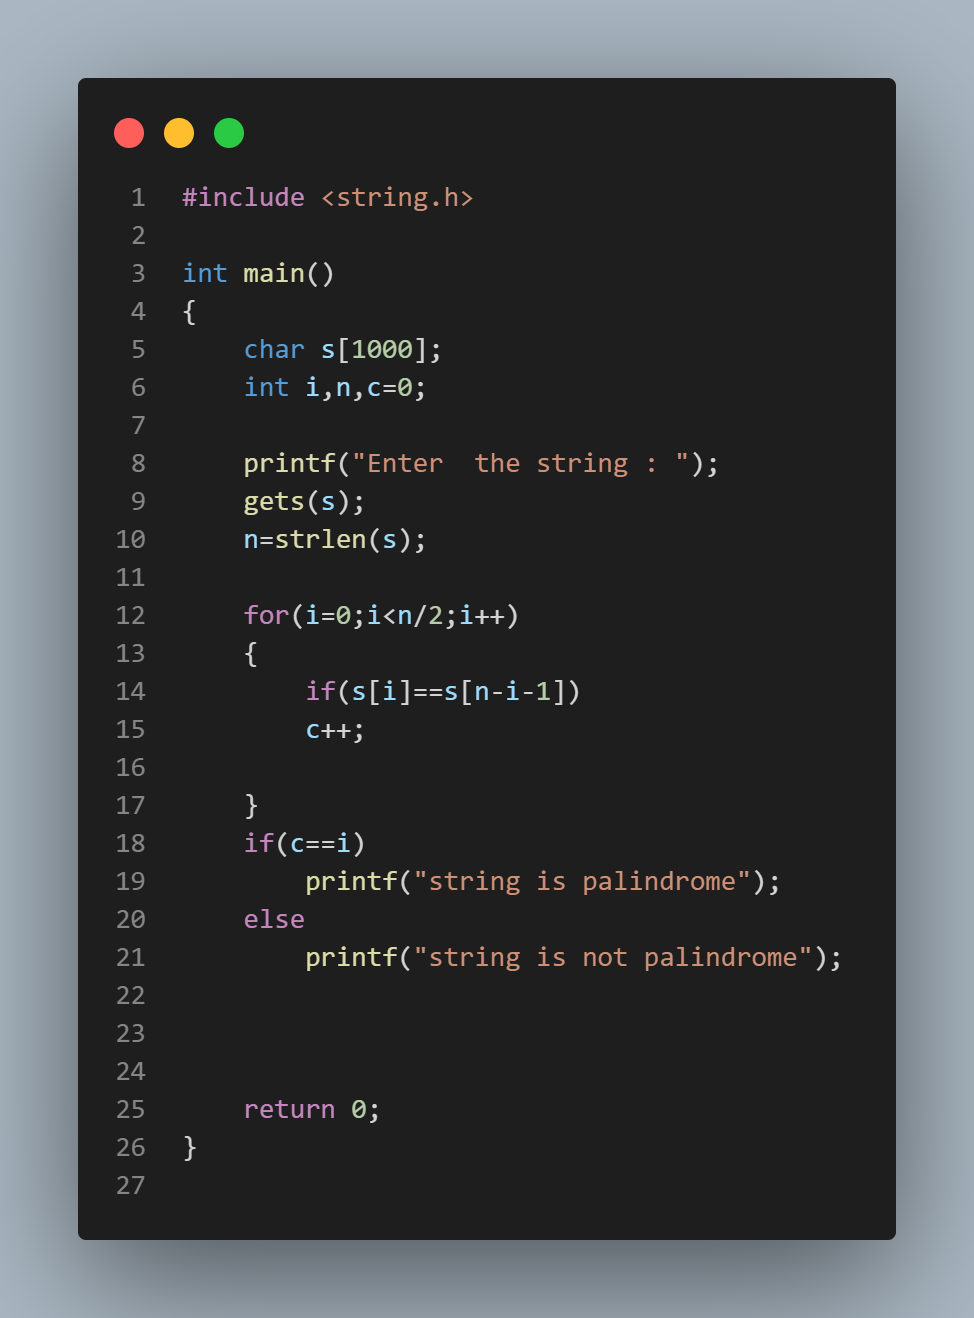 1 #include <string.h>
2
3 int main()
4 {
5     char s[1000];
6     int i,n,c=0;
7
8     printf("Enter  the string : ");
9     gets(s);
10     n=strlen(s);
11
12     for(i=0;i<n/2;i++)
13     {
14         if(s[i]==s[n-i-1])
15         c++;
16
17     }
18     if(c==i)
19         printf("string is palindrome");
20     else
21         printf("string is not palindrome");
22
23
24
25     return 0;
26 }
27